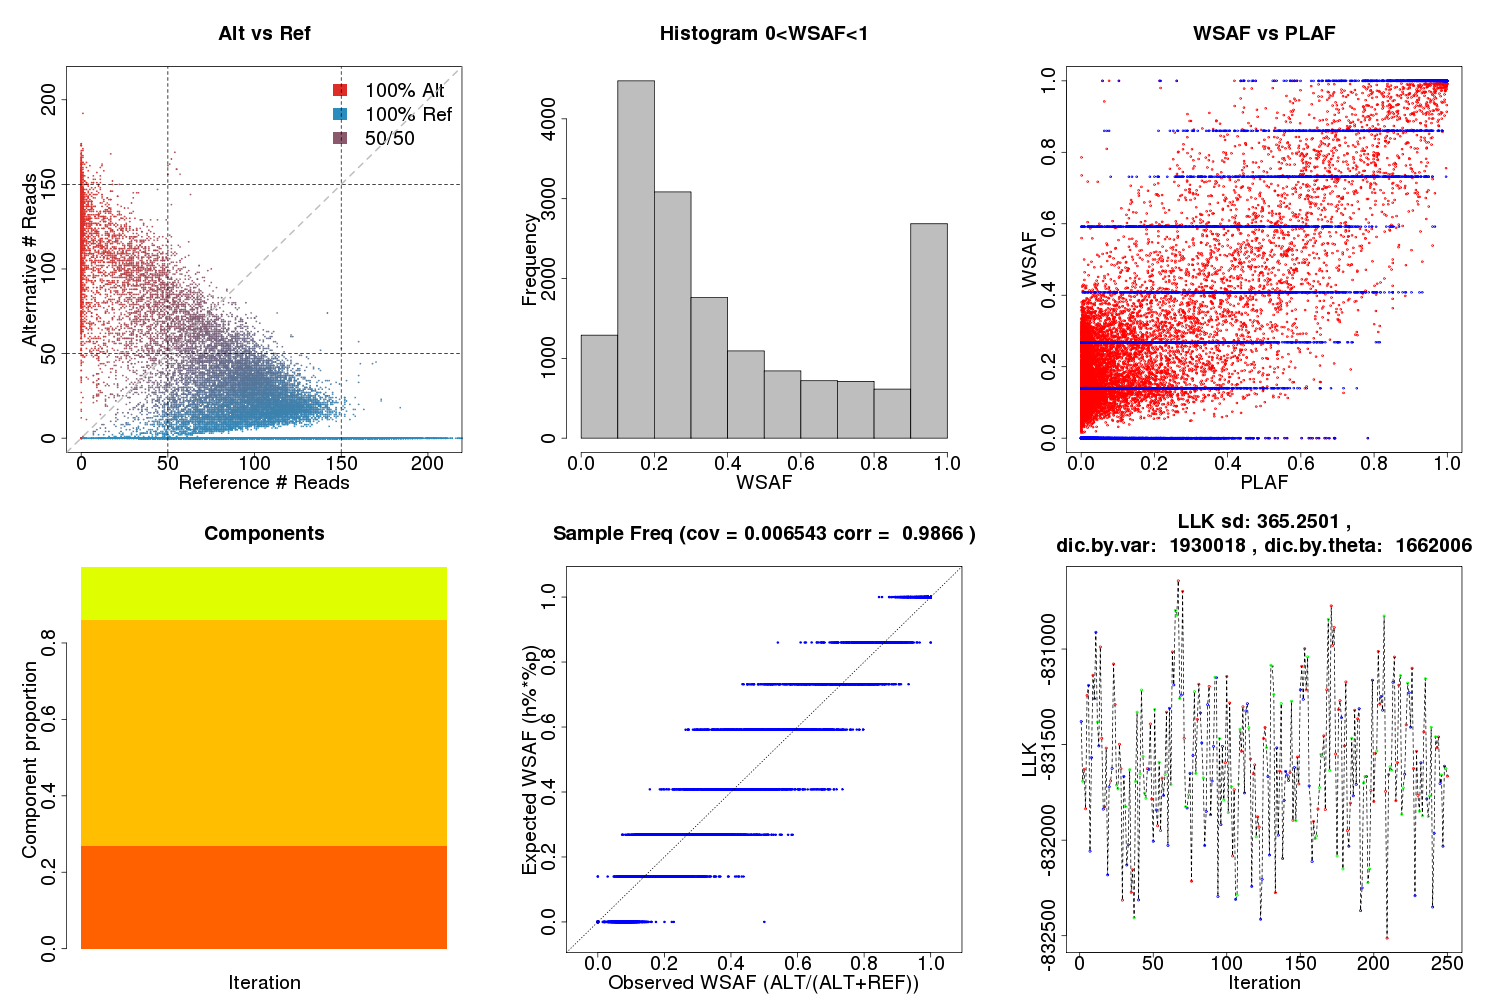 Alt vs Ref
100% Alt
100% Ref
50/50
Alternative # Reads
0
50
100
150
200
0
50
100
150
200
Reference # Reads
Histogram 0<WSAF<1
Frequency
0
1000
2000
3000
4000
0.0
0.2
0.4
0.6
0.8
1.0
WSAF
WSAF vs PLAF
WSAF
0.0
0.2
0.4
0.6
0.8
1.0
0.0
0.2
0.4
0.6
0.8
1.0
PLAF
Components
Component proportion
0.0
0.2
0.4
0.6
0.8
Iteration
Sample Freq (cov = 0.006543 corr = 0.9866 )
Expected WSAF (h%*%p)
0.0
0.2
0.4
0.6
0.8
1.0
0.0
0.2
0.4
0.6
0.8
1.0
Observed WSAF (ALT/(ALT+REF))
LLK sd: 365.2501 ,
dic.by.var: 1930018 , dic.by.theta: 1662006
LLK
-832500
-832000
-831500
-831000
0
50
100
150
200
250
Iteration